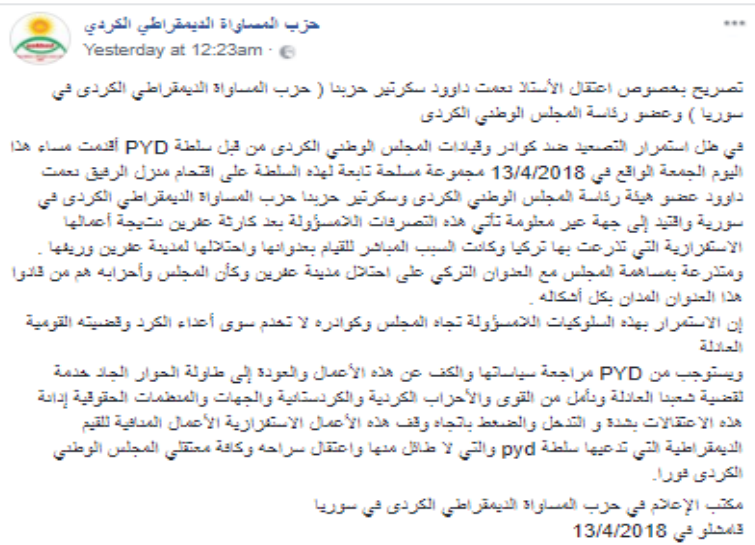 حزب المساواة الديمقراطي الكردي
Yesterday at 12:23am ·
تصريح بخصوص اعتقال الأستاذ نعمت داوود سكرتير حزبنا ( حزب المساواة الديمقراطي الكردي في
سوريا ) وعضو رئاسة المجلس الوطني الكردي
في ظل استمرار التصعيد ضد كوادر وقيادات المجلس الوطني الكردي من قبل سلطة PYD أقدمت مساء هذا
اليوم الجمعة الواقع في 13/4/2018 مجموعة مسلحة تابعة لهذه السلطة على اقتحام منزل الرفيق نعمت
داوود عضو هيئة رئاسة المجلس الوطني الكردي وسكرتير حزبنا حزب المساواة الديمقراطي الكردي في
سورية واقتيد إلى جهة غير معلومة تأتي هذه التصرفات اللامسؤولة بعد كارثة عفرين نتيجة أعمالها
الاستفزازية التي تذرعت بها تركيا وكانت السبب المباشر للقيام بعدوانها واحتلالها لمدينة عفرين وريفها .
ومتذرعة بمساهمة المجلس مع العدوان التركي على احتلال مدينة عفرين وكأن المجلس وأحزابه هم من قادوا
هذا العدوان المدان بكل أشكاله .
إن الاستمرار بهذه السلوكيات اللامسؤولة تجاه المجلس وكوادره لا تخدم سوى أعداء الكرد وقضيته القومية
العادلة
ويستوجب من PYD مراجعة سياساتها والكف عن هذه الأعمال والعودة إلى طاولة الحوار الجاد خدمة
لقضية شعبنا العادلة ونأمل من القوى والأحزاب الكردية والكردستانية والجهات والمنظمات الحقوقية إدانة
هذه الاعتقالات بشدة و التدخل والضغط باتجاه وقف هذه الأعمال الاستفزازية الأعمال المنافية للقيم
الديمقراطية التي تدعيها سلطة pyd والتي لا طائل منها واعتقال سراحه وكافة معتقلي المجلس الوطني
الكردي فورا.
مكتب الإعلام في حزب المساواة الديمقراطي الكردي في سوريا
قامشلو في 13/4/2018